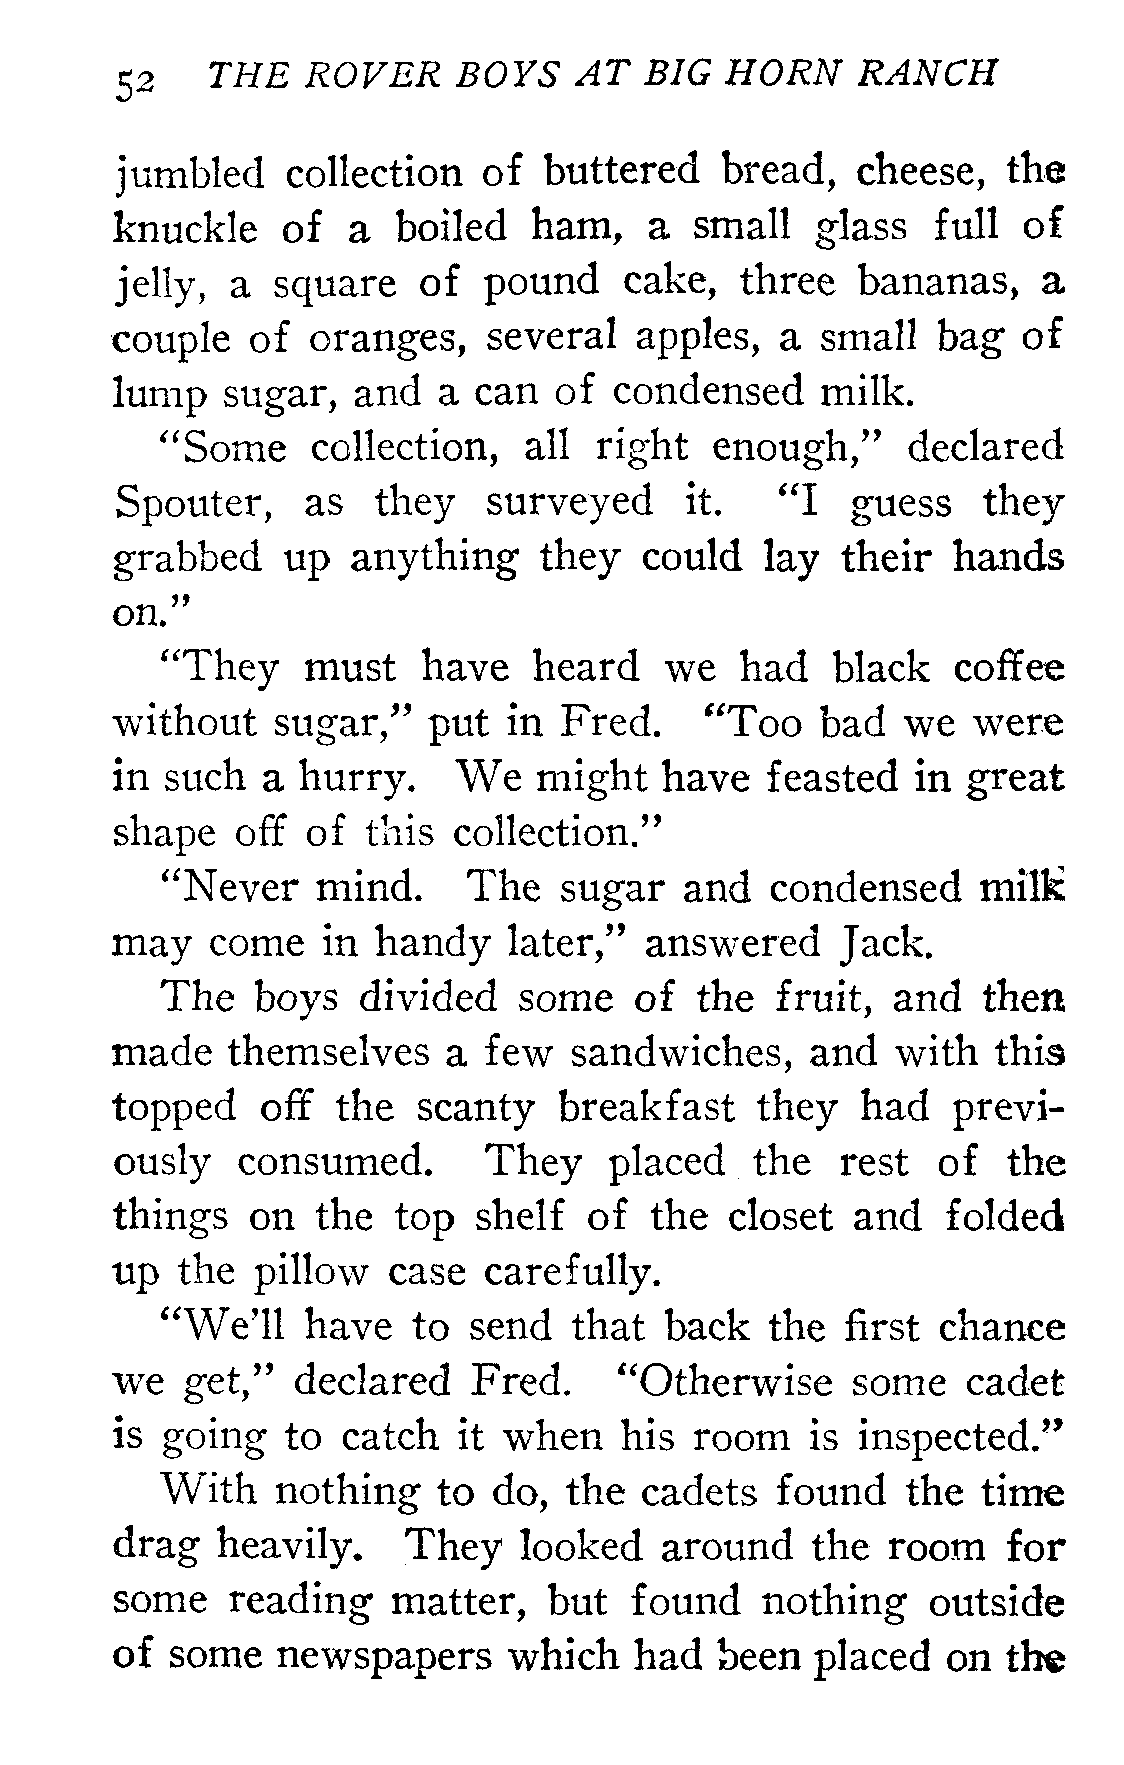 52 THE ROVER BOYS AT BIG HORN RANCH
jumbled collection of buttered bread, cheese, the
knuckle of a boiled ham, a small glass full of
jelly, a square of pound cake, three bananas, a
couple of oranges, several apples, a small bag of
lump sugar, and a can of condensed milk.
"Some collection, all right enough," declared
Spouter, as they surveyed it. "I guess they
grabbed up anything they could lay their hands
on."
"They must have heard we had black coffee
without sugar," put in Fred. "Too bad we were
in such a hurry. We might have feasted in great
shape off of this collection."
"Never mind. The sugar and condensed milk
may come in handy later," answered Jack.
The boys divided some of the fruit, and then
made themselves a few sandwiches, and with this
topped off the scanty breakfast they had previ-
ously consumed. They placed the rest of the
things on the top shelf of the closet and folded
up the pillow case carefully.
"We'll have to send that back the first chance
we get," declared Fred. "Otherwise some cadet
is going to catch it when his room is inspected."
With nothing to do, the cadets found the time
drag heavily. They looked around the room for
some reading matter, but found nothing outside
of some newspapers which had been placed on the